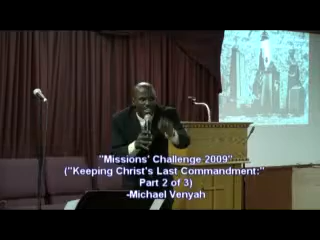 "Missions' Challenge 2009"
("Keeping Christ's Last Commandment:"
Part 2 of 3)
-Michael Venyah